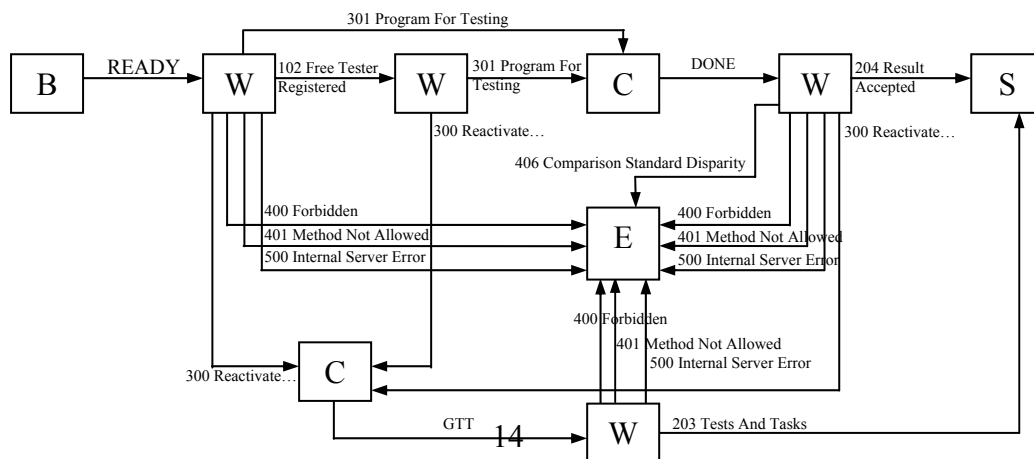 301 Program For Testing
B
READY
W
102 Free Tester
Registered
W
301 Program For
Testing
C
DONE
W
204 Result
Accepted
S
300 Reactivate…
300 Reactivate…
406 Comparison Standard Disparity
400 Forbidden
401 Method Not Allowed
500 Internal Server Error
E
400 Forbidden
401 Method Not Allowed
500 Internal Server Error
400 Forbidden
401 Method Not Allowed
500 Internal Server Error
300 Reactivate…
C
GTT
14
W
203 Tests And Tasks